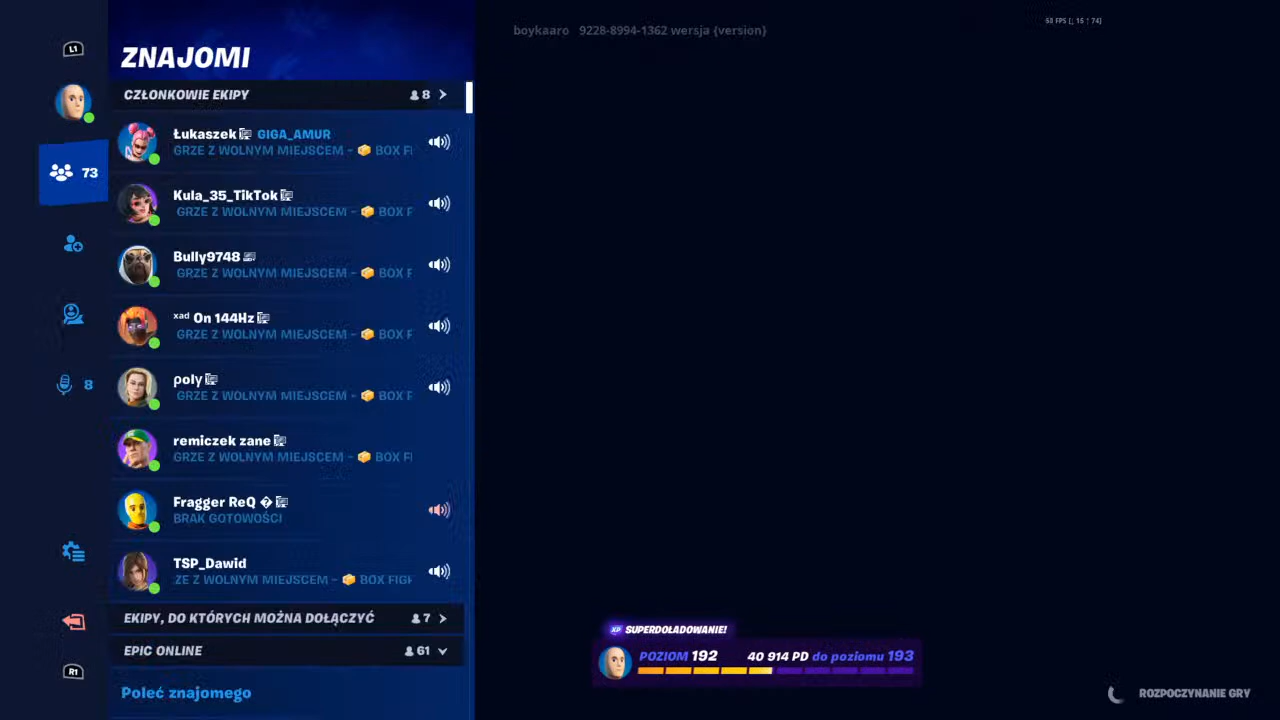 L1
ZNAJOMI
boykaaro 9228-8994-1362 wersja {version}
CZŁONKOWIE EKIPY 8
Łukaszek GIGA_AMUR
GRZE Z WOLNYM MIEJSCEM - BOX FI
73
Kula_35_TikTok
GRZE Z WOLNYM MIEJSCEM - BOX F
Bully9748
GRZE Z WOLNYM MIEJSCEM - BOX F
xad On 144Hz
GRZE Z WOLNYM MIEJSCEM - BOX F
poly
GRZE Z WOLNYM MIEJSCEM - BOX F
8
remiczek zane
GRZE Z WOLNYM MIEJSCEM - BOX FI
Fragger ReQ �
BRAK GOTOWOŚCI
TSP_Dawid
ZE Z WOLNYM MIEJSCEM - BOX FIGH
EKIPY, DO KTÓRYCH MOŻNA DOŁĄCZYĆ 7
EPIC ONLINE 61
R1
Poleć znajomego
XP SUPERDOŁADOWANIE!
POZIOM 192 40 914 PD do poziomu 193
ROZPOCZYNANIE GRY